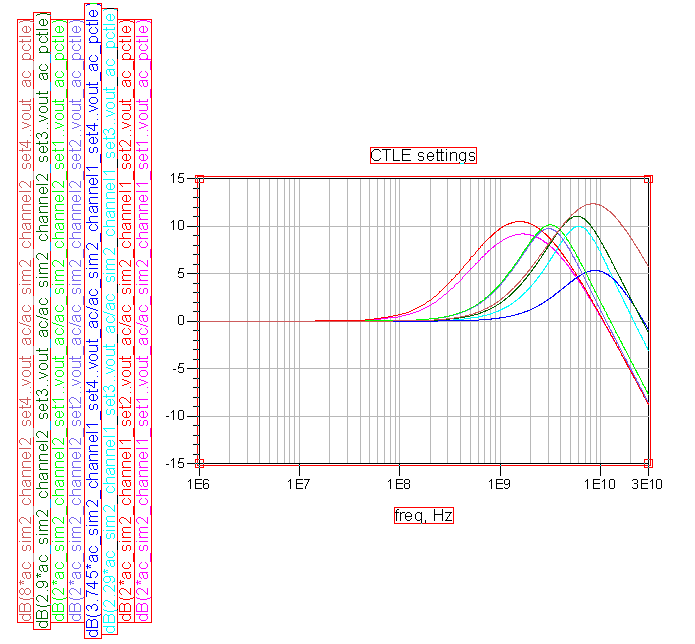 dB(8*ac_sim2_channel2_set4..vout_ac/ac_sim2_channel2_set4..vout_ac_pctle)
dB(2.9*ac_sim2_channel2_set3..vout_ac/ac_sim2_channel2_set3..vout_ac_pctle)
dB(2*ac_sim2_channel2_set1..vout_ac/ac_sim2_channel2_set1..vout_ac_pctle)
dB(2*ac_sim2_channel2_set2..vout_ac/ac_sim2_channel2_set2..vout_ac_pctle)
dB(3.745*ac_sim2_channel1_set4..vout_ac/ac_sim2_channel1_set4..vout_ac_pctle)
dB(2.29*ac_sim2_channel1_set3..vout_ac/ac_sim2_channel1_set3..vout_ac_pctle)
dB(2*ac_sim2_channel1_set2..vout_ac/ac_sim2_channel1_set2..vout_ac_pctle)
dB(2*ac_sim2_channel1_set1..vout_ac/ac_sim2_channel1_set1..vout_ac_pctle)
CTLE settings
15
10
5
0
-5
-10
-15
1E6 1E7 1E8 1E9 1E10 3E10
freq, Hz